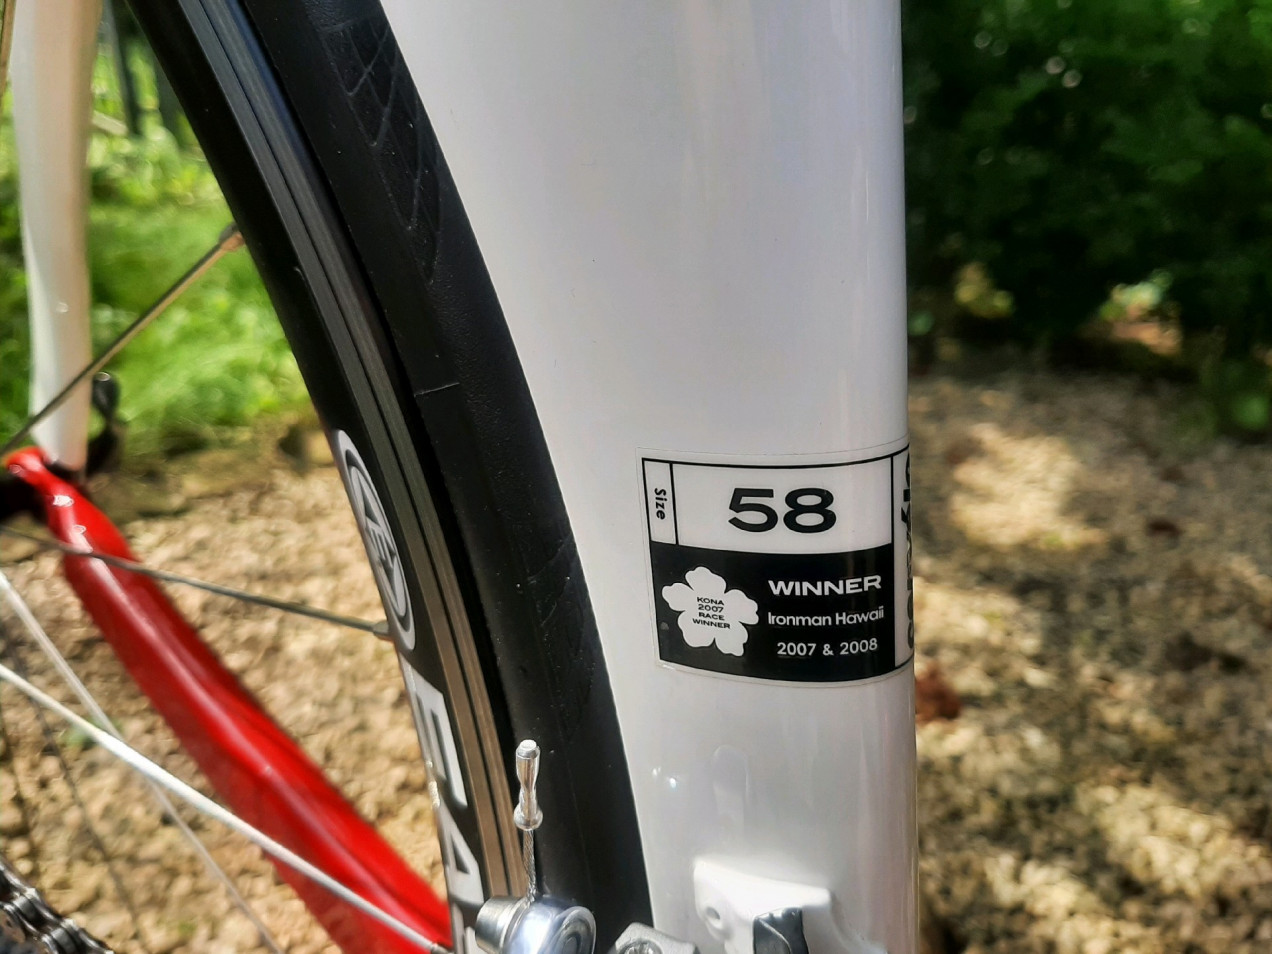 Size
58
KONA
2007
RACE
WINNER
WINNER
Ironman Hawaii
2007 & 2008